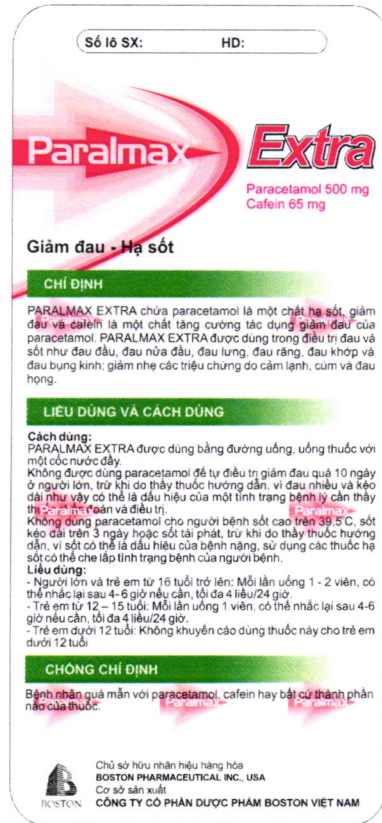 Số lô SX: HD:
Paralmax Extra
Paracetamol 500 mg
Cafein 65 mg
Giảm đau - Hạ sốt
CHỈ ĐỊNH
PARALMAX EXTRA chứa paracetamol là một chất hạ sốt, giảm
đau và cafein là một chất tăng cường tác dụng giảm đau của
paracetamol. PARALMAX EXTRA được dùng trong điều trị đau và
sốt như đau đầu, đau nửa đầu, đau lưng, đau răng, đau khớp và
đau bụng kinh; giảm nhẹ các triệu chứng do cảm lạnh, cúm và đau
họng.
LIỀU DÙNG VÀ CÁCH DÙNG
Cách dùng:
PARALMAX EXTRA được dùng bằng đường uống, uống thuốc với
một cốc nước đầy.
Không được dùng paracetamol để tự điều trị giảm đau quá 10 ngày
ở người lớn, trừ khi do thầy thuốc hướng dẫn, vì đau nhiều và kéo
dài như vậy có thể là dấu hiệu của một tình trạng bệnh lý cần thầy
đoán và điều trị.
Không dùng paracetamol cho người bệnh sốt cao trên 39.5°C, sốt
kéo dài trên 3 ngày hoặc sốt tái phát, trừ khi do thầy thuốc hướng
dẫn, vì sốt có thể là dấu hiệu của bệnh nặng, sử dụng các thuốc hạ
sốt có thể che lấp tình trạng bệnh của người bệnh.
Liều dùng:
- Người lớn và trẻ em từ 16 tuổi trở lên: Mỗi lần uống 1 - 2 viên, có
thể nhắc lại sau 4- 6 giờ nếu cần, tối đa 4 liều/24 giờ.
- Trẻ em từ 12 – 15 tuổi: Mỗi lần uống 1 viên, có thể nhắc lại sau 4-6
giờ nếu cần, tối đa 4 liều/24 giờ.
- Trẻ em dưới 12 tuổi: Không khuyến cáo dùng thuốc này cho trẻ em
dưới 12 tuổi
CHỐNG CHỈ ĐỊNH
Bệnh nhân quá mẫn với paracetamol, cafein hay bất cứ thành phần
nào của thuốc.
Chủ sở hữu nhãn hiệu hàng hóa
BOSTON PHARMACEUTICAL INC., USA
Cơ sở sản xuất
BOSTON CÔNG TY CỔ PHẦN DƯỢC PHẨM BOSTON VIỆT NAM